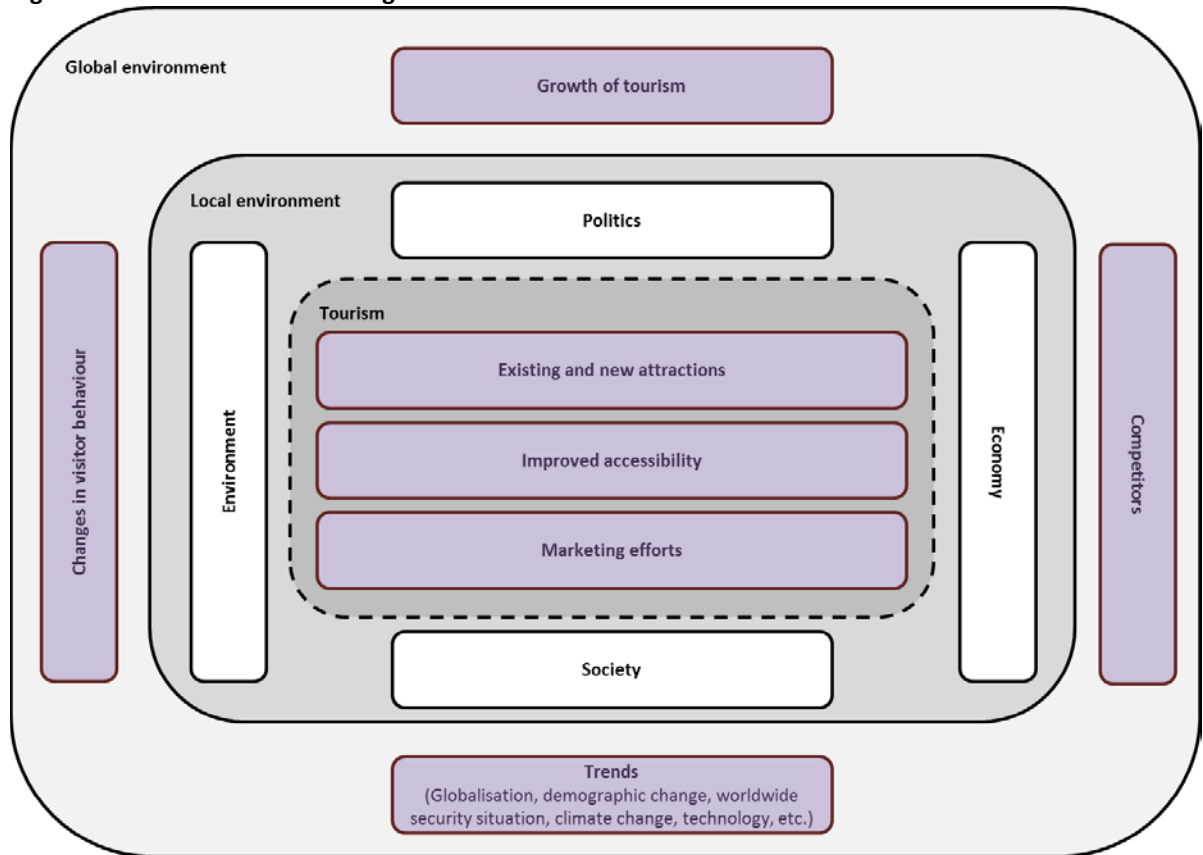 Global environment
Growth of tourism
Local environment
Politics
Tourism
Existing and new attractions
Improved accessibility
Marketing efforts
Changes in visitor behaviour
Environment
Economy
Competitors
Society
Trends
(Globalisation, demographic change, worldwide
security situation, climate change, technology, etc.)